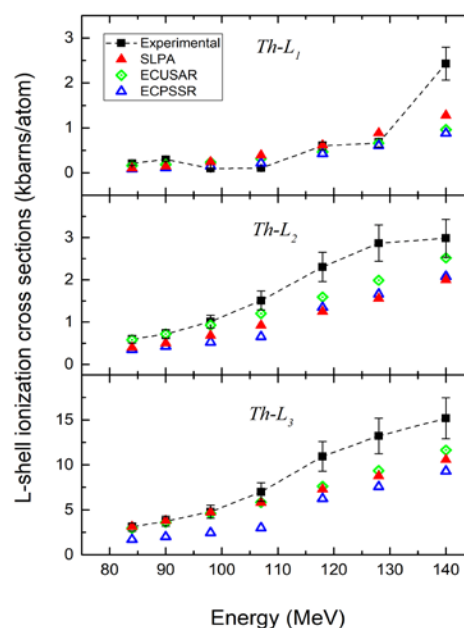 Experimental
SLPA
ECUSAR
ECPSSR
Th-L1
3
2
1
0
Th-L2
3
2
1
0
Th-L3
15
10
5
0
80 90 100 110 120 130 140
Energy (MeV)
L-shell ionization cross sections (kbarns/atom)